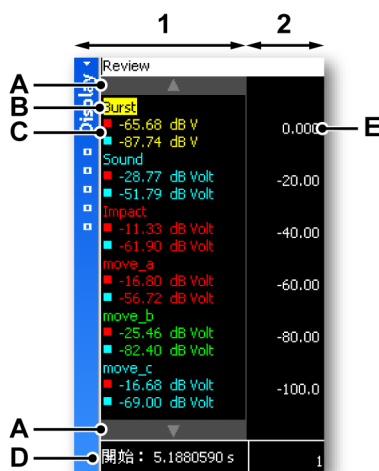 1 2
Review
Display
A
B Burst
C -65.68 dB V
-87.74 dB V
0.000 E
Sound
-28.77 dB Volt
-51.79 dB Volt
-20.00
Impact
-11.33 dB Volt
-61.90 dB Volt
-40.00
move_a
-16.80 dB Volt
-56.72 dB Volt
-60.00
move_b
-25.46 dB Volt
-82.40 dB Volt
-80.00
move_c
-16.68 dB Volt
-69.00 dB Volt
-100.0
A
D 開始： 5.1880590 s 1